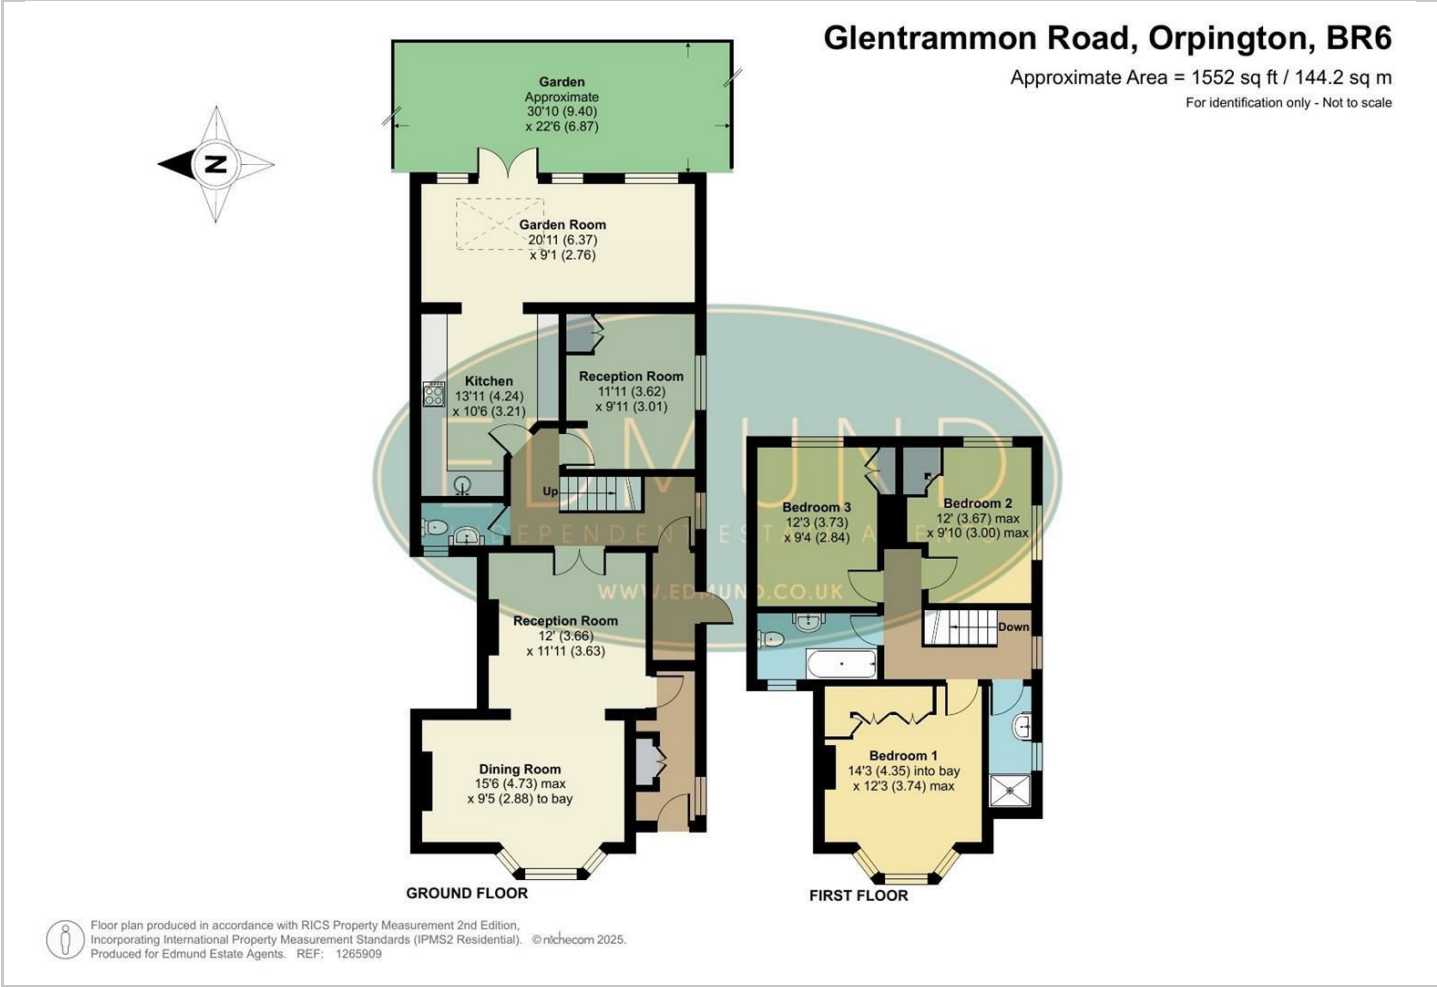 Glentrammon Road, Orpington, BR6
Approximate Area = 1552 sq ft / 144.2 sq m
For identification only - Not to scale
N
Garden
Approximate
30'10 (9.40)
x 22'6 (6.87)
Garden Room
20'11 (6.37)
x 9'1 (2.76)
Kitchen
13'11 (4.24)
x 10'6 (3.21)
Reception Room
11'11 (3.62)
x 9'11 (3.01)
Up
Reception Room
12' (3.66)
x 11'11 (3.63)
Dining Room
15'6 (4.73) max
x 9'5 (2.88) to bay
GROUND FLOOR
Bedroom 3
12'3 (3.73)
x 9'4 (2.84)
Bedroom 2
12' (3.67) max
x 9'10 (3.00) max
Down
Bedroom 1
14'3 (4.35) into bay
x 12'3 (3.74) max
FIRST FLOOR
EDMUND
INDEPENDENT ESTATE AGENTS
WWW.EDMUND.CO.UK
Floor plan produced in accordance with RICS Property Measurement 2nd Edition,
Incorporating International Property Measurement Standards (IPMS2 Residential). © nichecom 2025.
Produced for Edmund Estate Agents. REF: 1265909